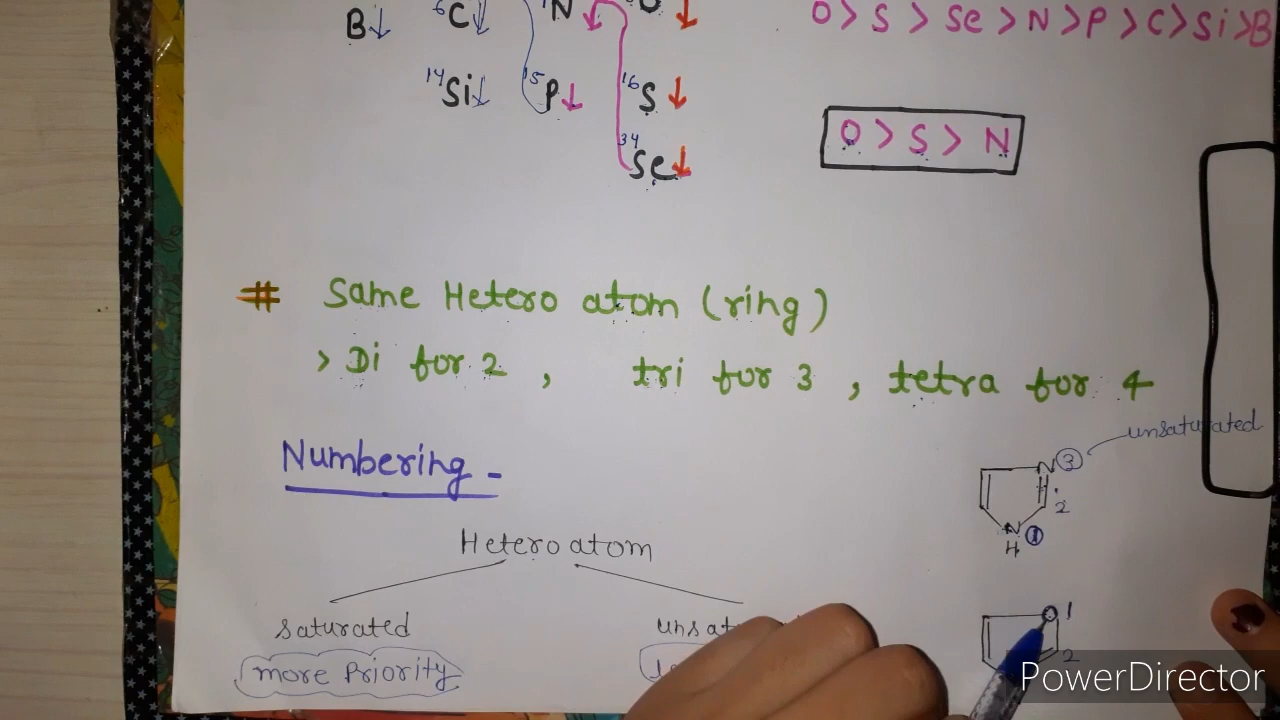 B↓ ⁶C↓ N↓ ↓ O > S > Se > N > P > C > Si > B
¹⁴Si↓ ¹⁵P↓ ¹⁶S↓
³⁴Se↓
O > S > N
# Same Hetero atom (ring)
> Di for 2, tri for 3, tetra for 4
unsaturated
Numbering -
N ③
2
N ①
H
Hetero atom
O 1
saturated
2
more Priority
PowerDirector